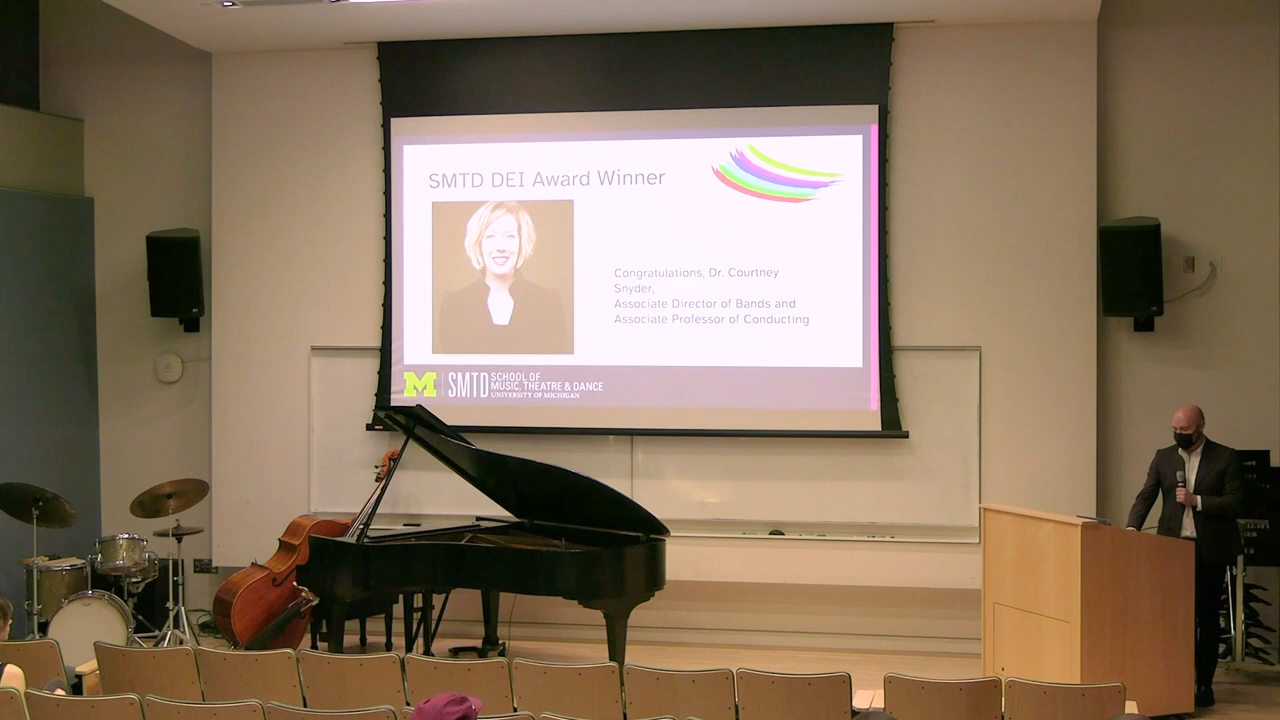 SMTD DEI Award Winner
Congratulations, Dr. Courtney
Snyder,
Associate Director of Bands and
Associate Professor of Conducting
M
SMTD
SCHOOL OF
MUSIC, THEATRE & DANCE
UNIVERSITY OF MICHIGAN